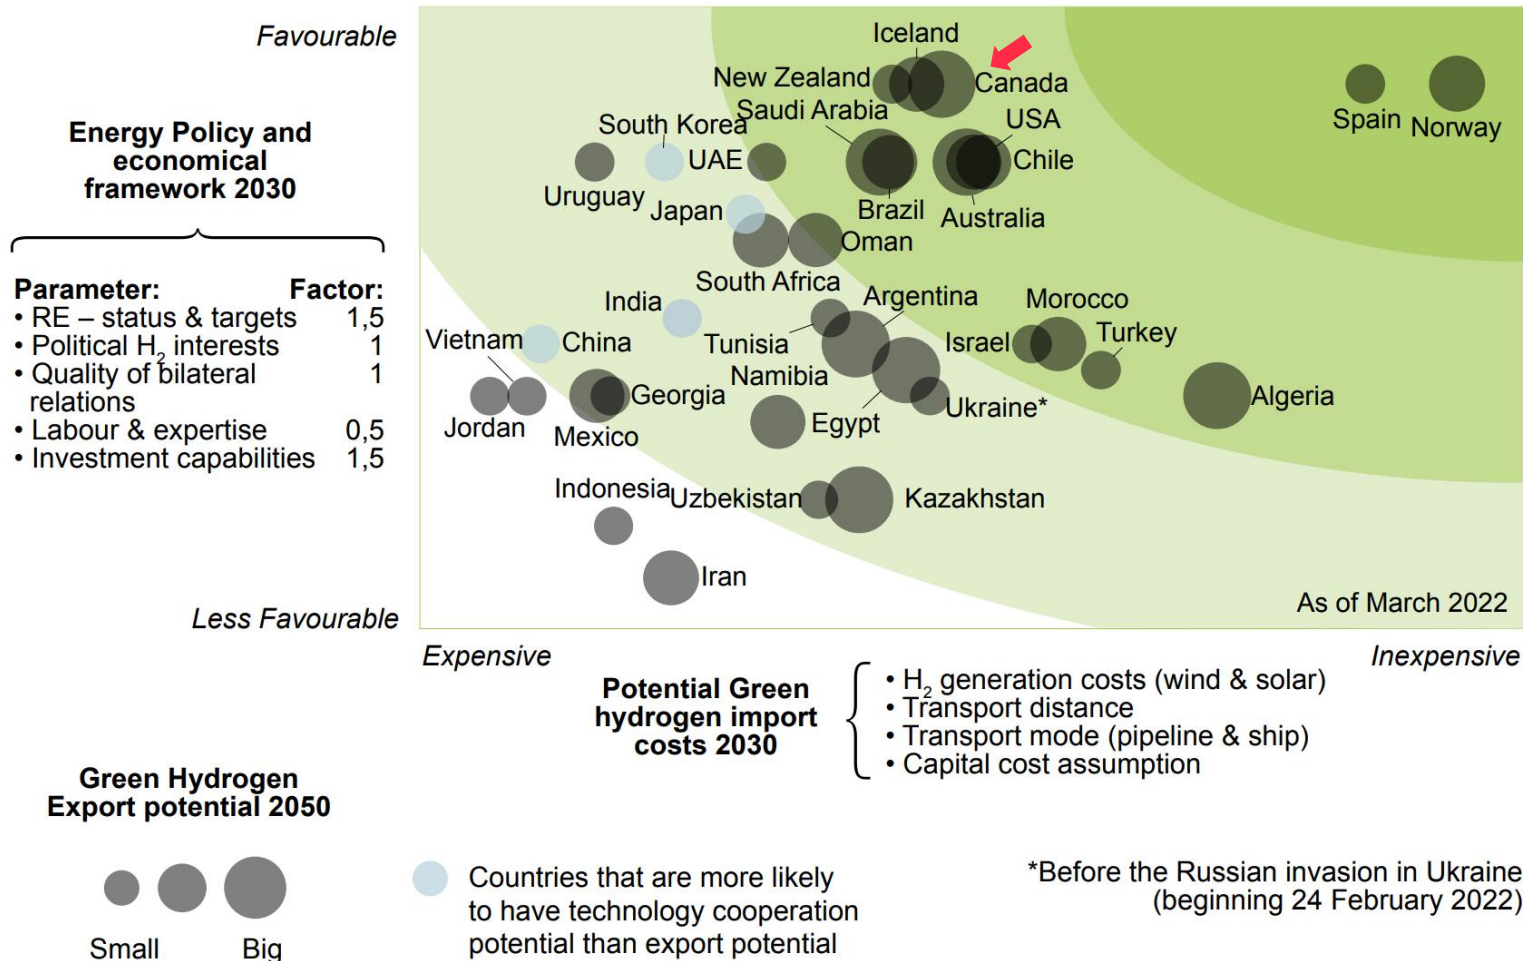 Favourable
Energy Policy and
economical
framework 2030
Parameter: Factor:
• RE – status & targets 1,5
• Political H₂ interests 1
• Quality of bilateral 1
relations
• Labour & expertise 0,5
• Investment capabilities 1,5
Less Favourable
Iceland
New Zealand
Canada
Saudi Arabia
USA
Spain
Norway
South Korea
UAE
Chile
Uruguay
Japan
Brazil
Australia
Oman
South Africa
India
Argentina
Morocco
Vietnam
China
Tunisia
Israel
Turkey
Namibia
Georgia
Jordan
Mexico
Egypt
Ukraine*
Algeria
Indonesia
Uzbekistan
Kazakhstan
Iran
As of March 2022
Expensive
Inexpensive
Potential Green
hydrogen import
costs 2030
• H₂ generation costs (wind & solar)
• Transport distance
• Transport mode (pipeline & ship)
• Capital cost assumption
Green Hydrogen
Export potential 2050
Small
Big
Countries that are more likely
to have technology cooperation
potential than export potential
*Before the Russian invasion in Ukraine
(beginning 24 February 2022)